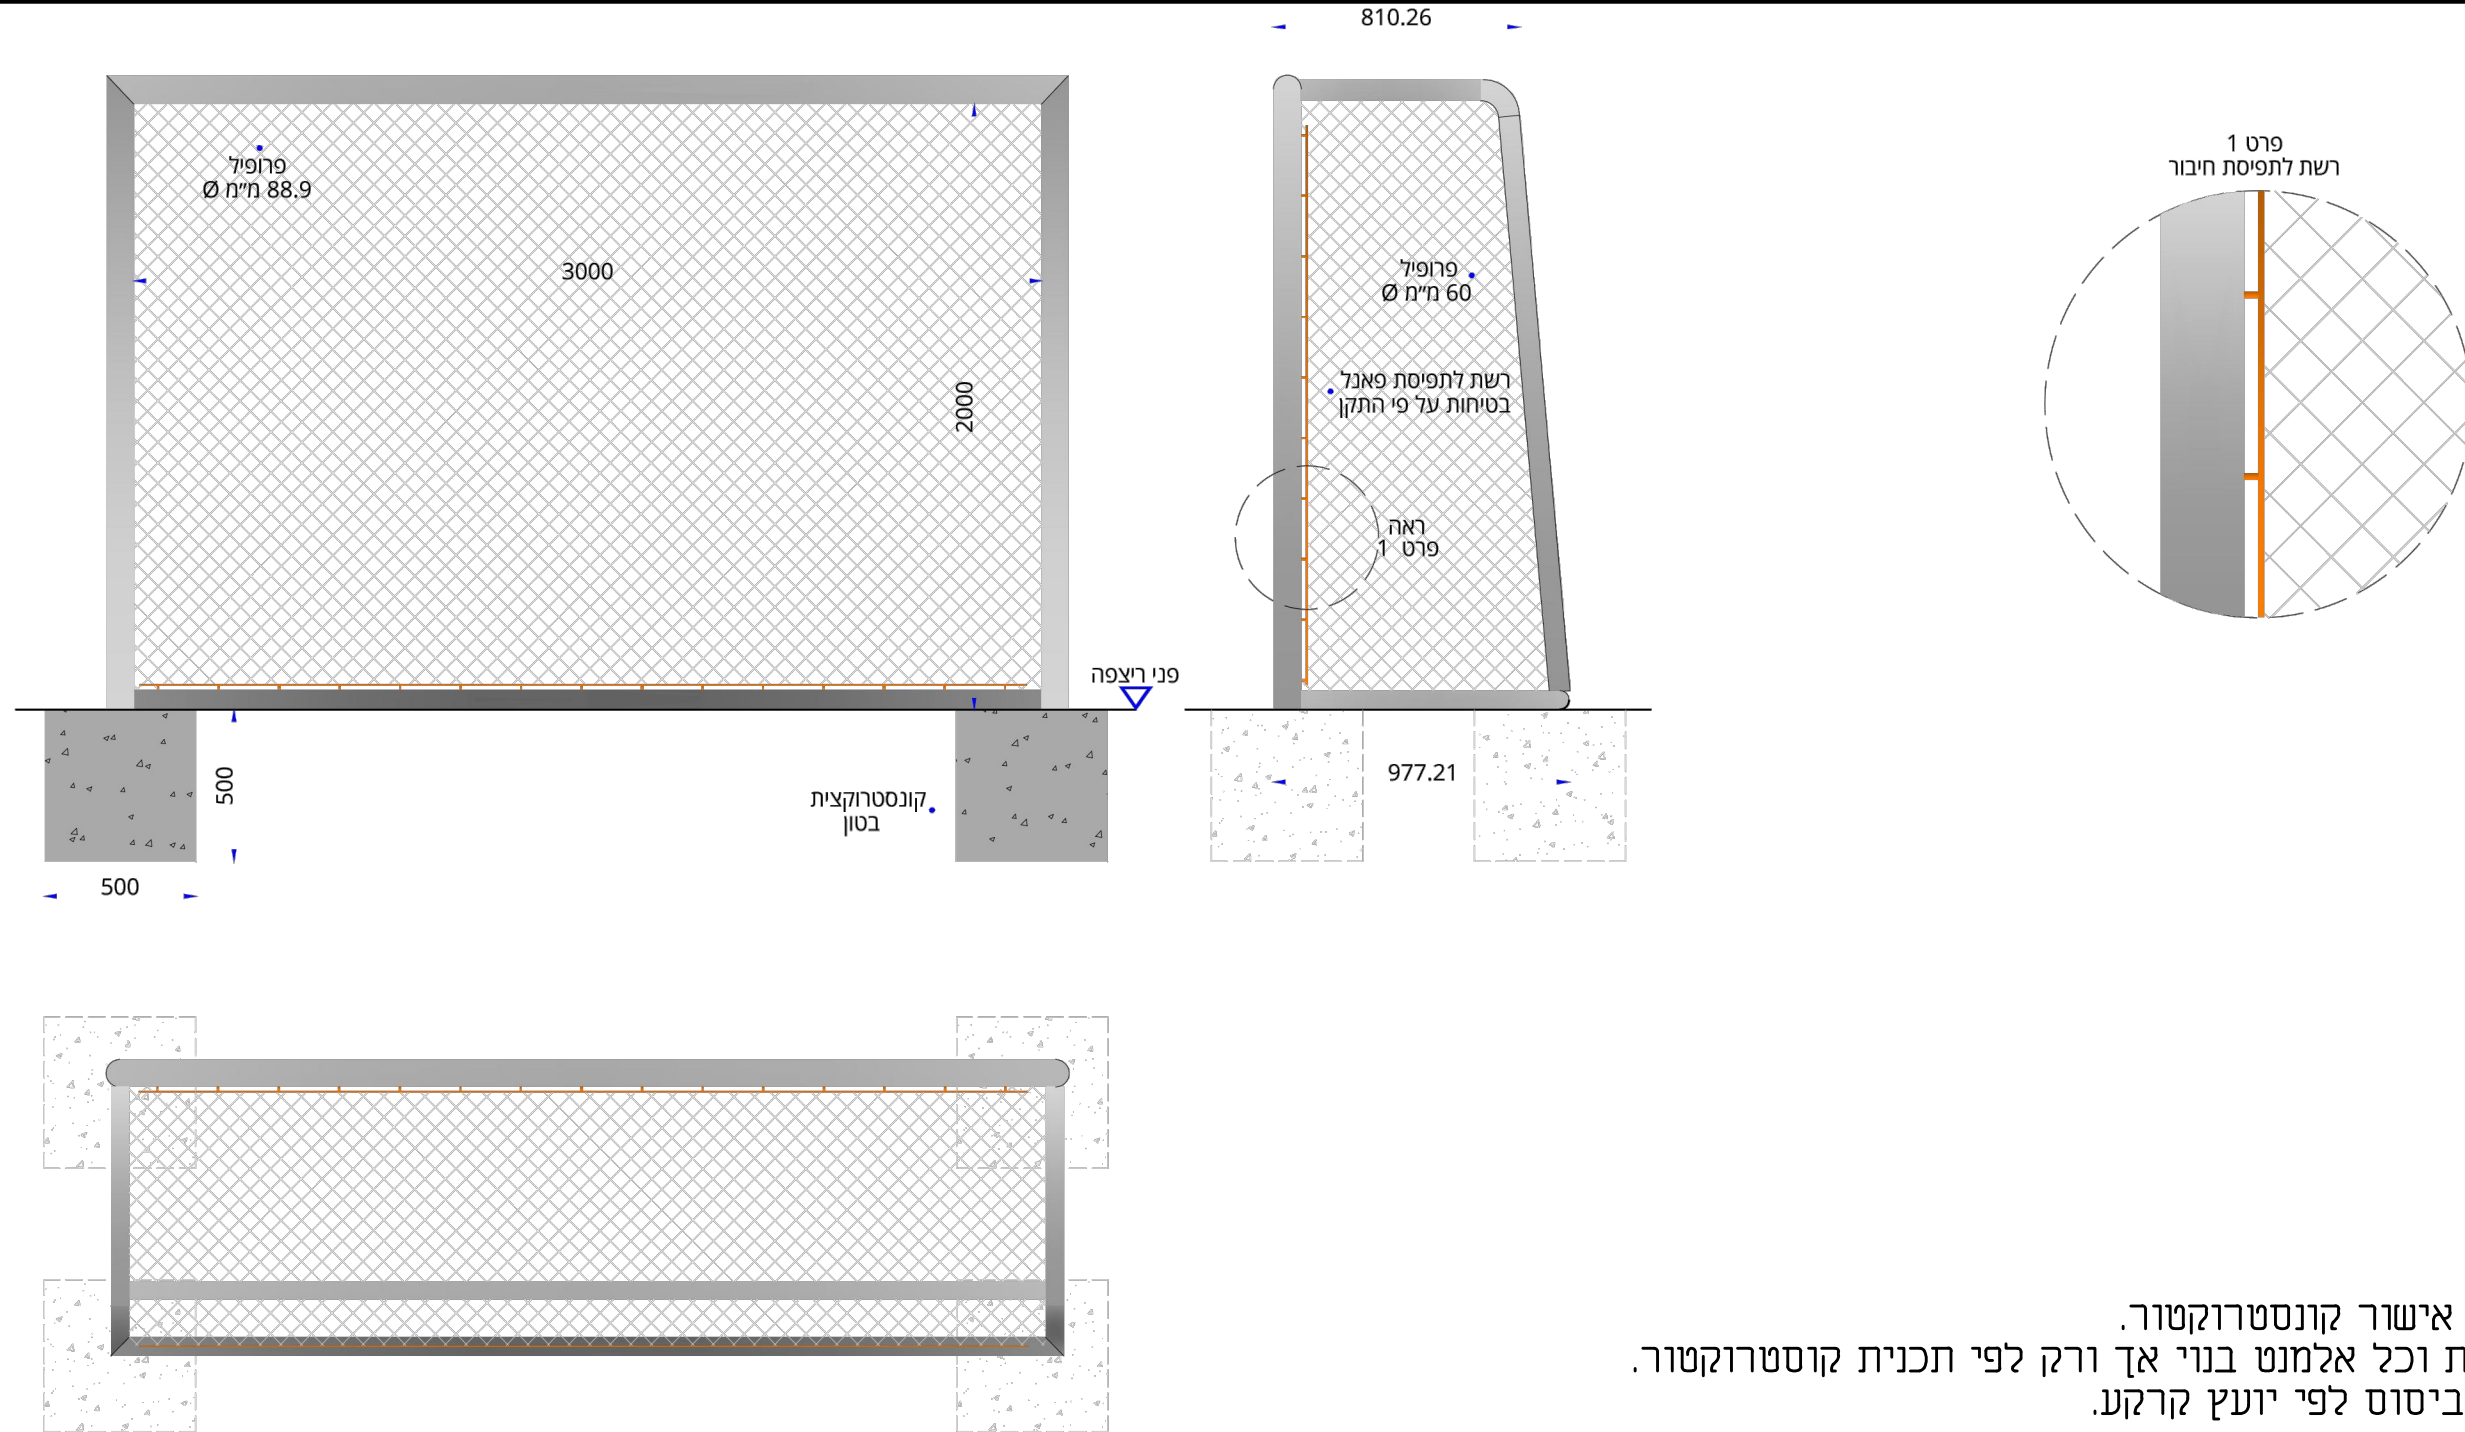 810.26
פרופיל
88.9 מ״מ Ø
3000
2000
פרופיל
60 מ״מ Ø
רשת לתפיסת פאנל
בטיחות על פי התקן
ראה
פרט 1
פרט 1
רשת לתפיסת חיבור
פני ריצפה
500
500
קונסטרוקצית
בטון
977.21
אישור קונסטרוקטור.
וכל אלמנט בנוי אך ורק לפי תכנית קוסטרוקטור.
ביסוס לפי יועץ קרקע.